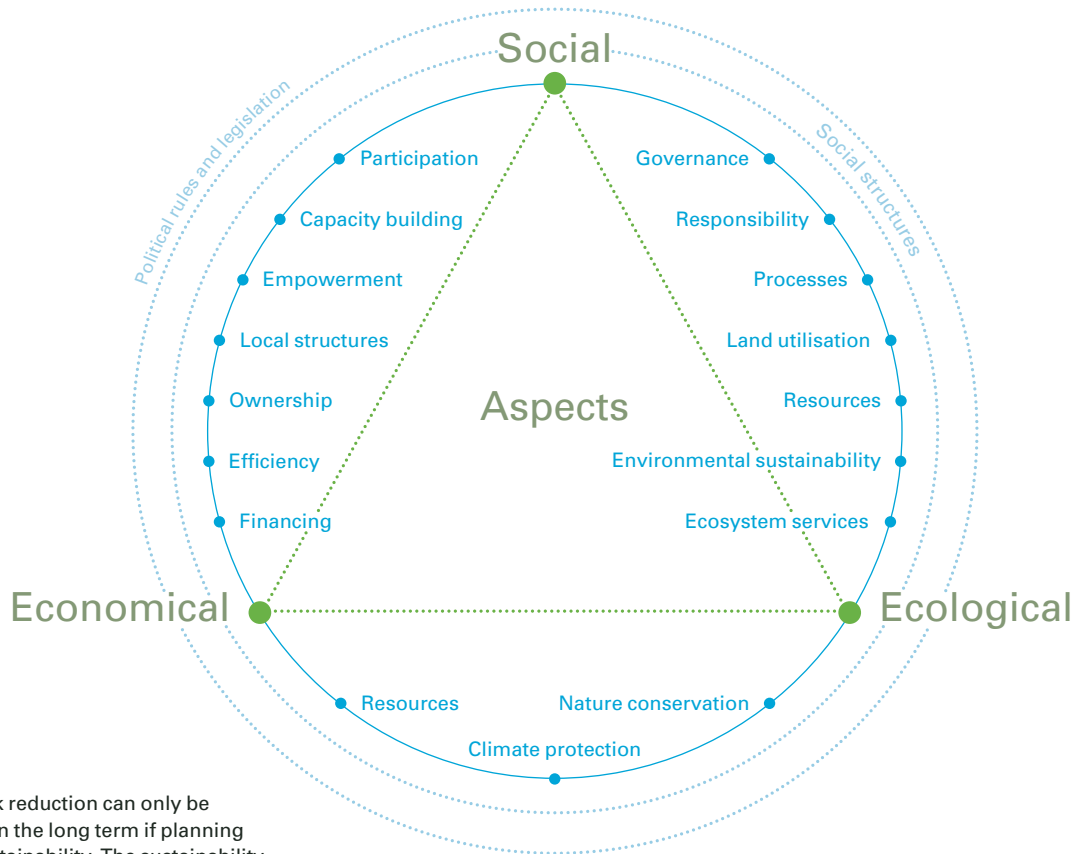 Social
Political rules and legislation
Social structures
Participation
Governance
Capacity building
Responsibility
Empowerment
Processes
Local structures
Land utilisation
Ownership
Resources
Aspects
Efficiency
Environmental sustainability
Financing
Ecosystem services
Economical
Ecological
Resources
Nature conservation
Climate protection
reduction can only be
the long term if planning
The sustainability